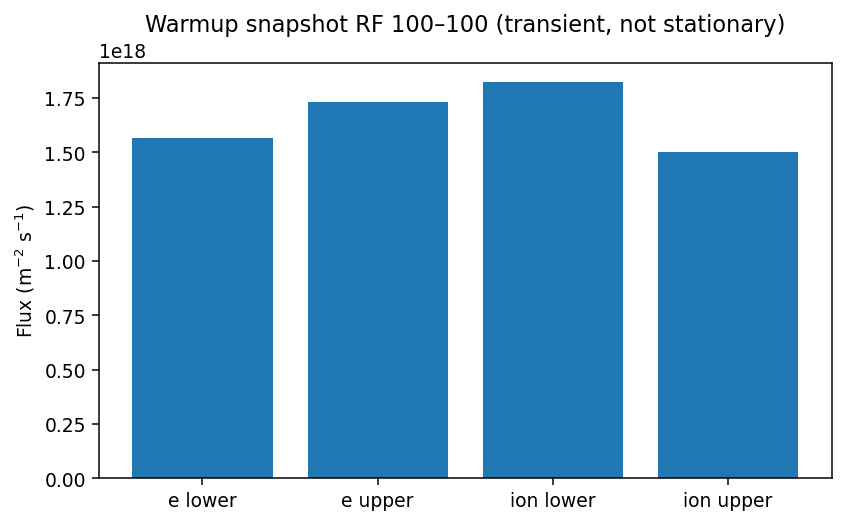 Warmup snapshot RF 100–100 (transient, not stationary)
1e18
1.75
1.50
1.25
1.00
0.75
0.50
0.25
0.00
Flux (m⁻² s⁻¹)
e lower
e upper
ion lower
ion upper